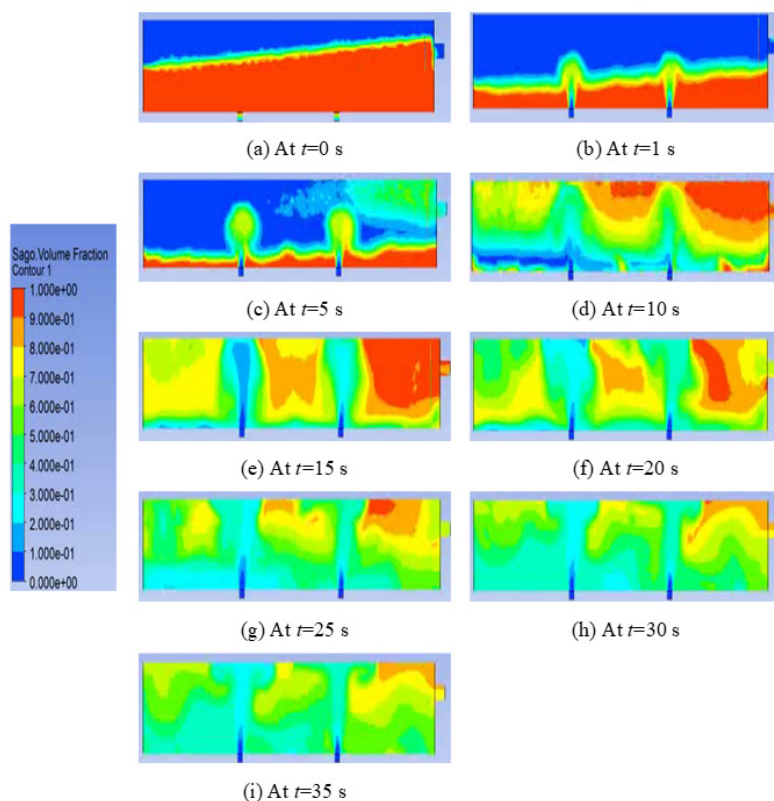 (a) At t=0 s
(b) At t=1 s
(c) At t=5 s
(d) At t=10 s
Sago.Volume Fraction
Contour 1
1.000e+00
9.000e-01
8.000e-01
7.000e-01
6.000e-01
5.000e-01
4.000e-01
3.000e-01
2.000e-01
1.000e-01
0.000e+00
(e) At t=15 s
(f) At t=20 s
(g) At t=25 s
(h) At t=30 s
(i) At t=35 s